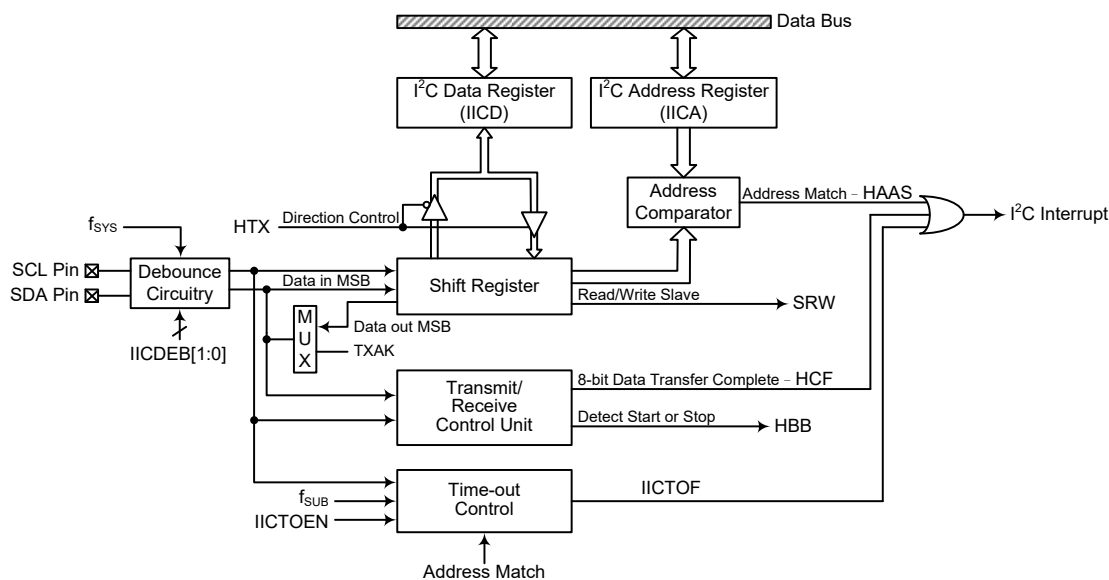 Data Bus
I²C Data Register
(IICD)
I²C Address Register
(IICA)
Address
Comparator
Address Match - HAAS
I²C Interrupt
HTX
Direction Control
fSYS
SCL Pin
SDA Pin
Debounce
Circuitry
IICDEB[1:0]
Data in MSB
Shift Register
Read/Write Slave
SRW
M
U
X
Data out MSB
TXAK
Transmit/
Receive
Control Unit
8-bit Data Transfer Complete - HCF
Detect Start or Stop
HBB
fSUB
IICTOEN
Time-out
Control
IICTOF
Address Match